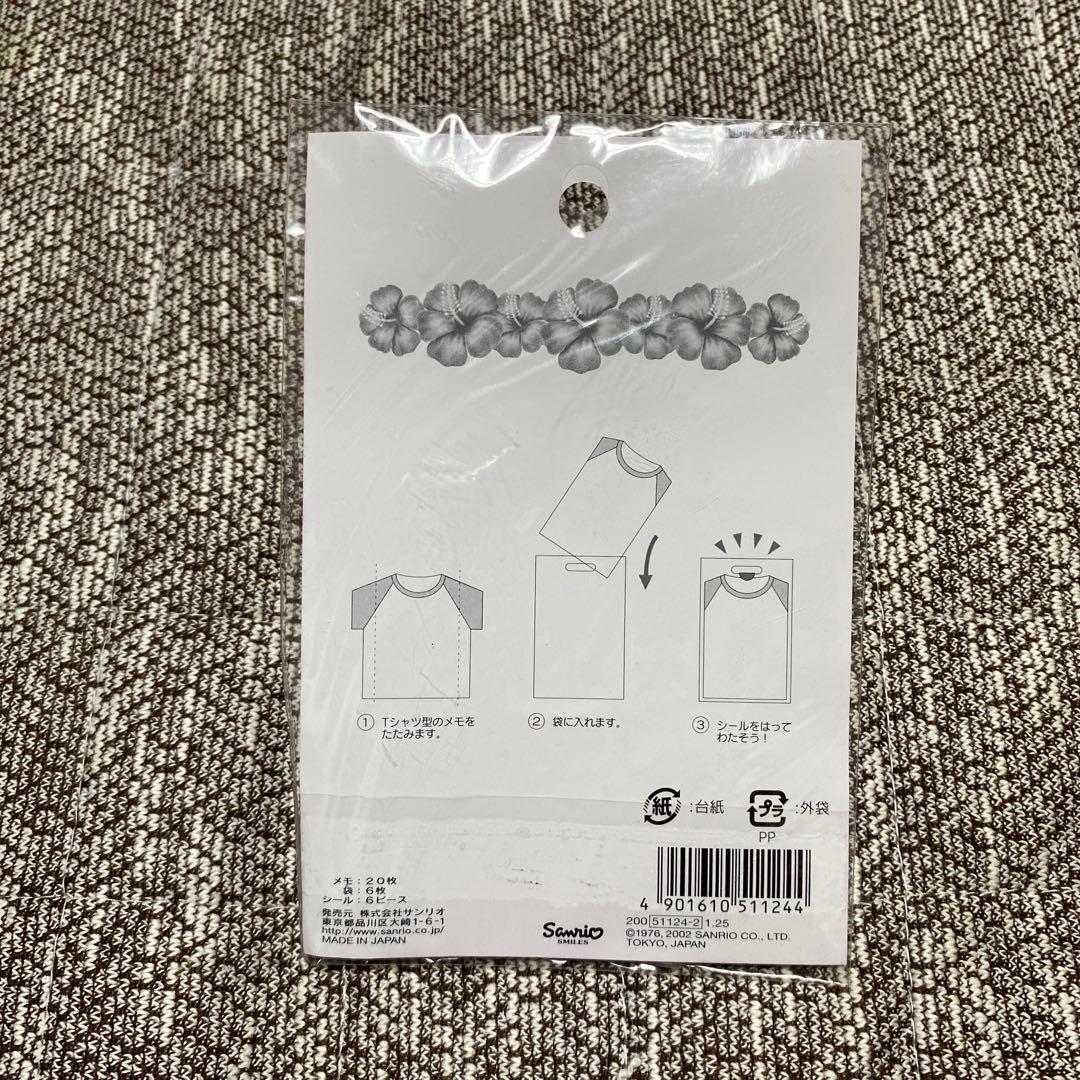 ① Tシャツ型のメモを
たたみます。
② 袋に入れます。
③ シールをはって
わたそう！
紙 :台紙
プラ :外袋
PP
メモ：20枚
袋：6枚
シール：6ピース
発売元 株式会社サンリオ
東京都品川区大崎1-6-1
http://www.sanrio.co.jp/
MADE IN JAPAN
Sanrio
SMILES
4 901610 511244
200 51124-2 1.25
©1976, 2002 SANRIO CO., LTD.
TOKYO, JAPAN